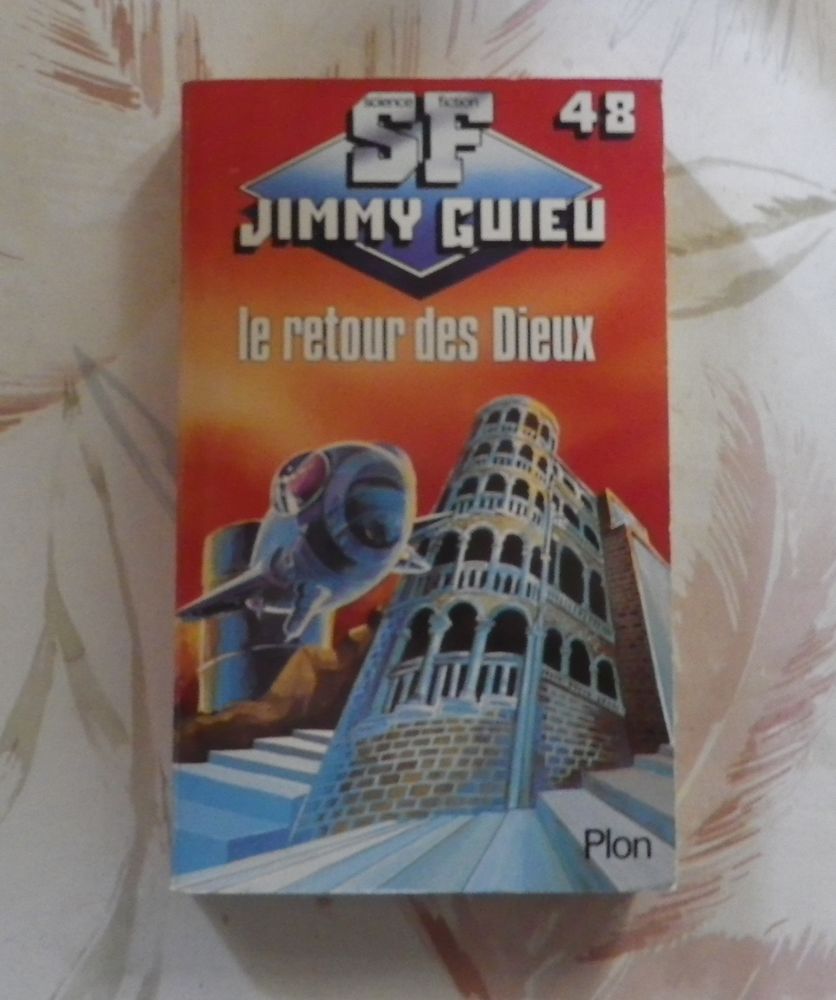 science fiction
SF
48
JIMMY GUIEU
le retour des Dieux
Plon